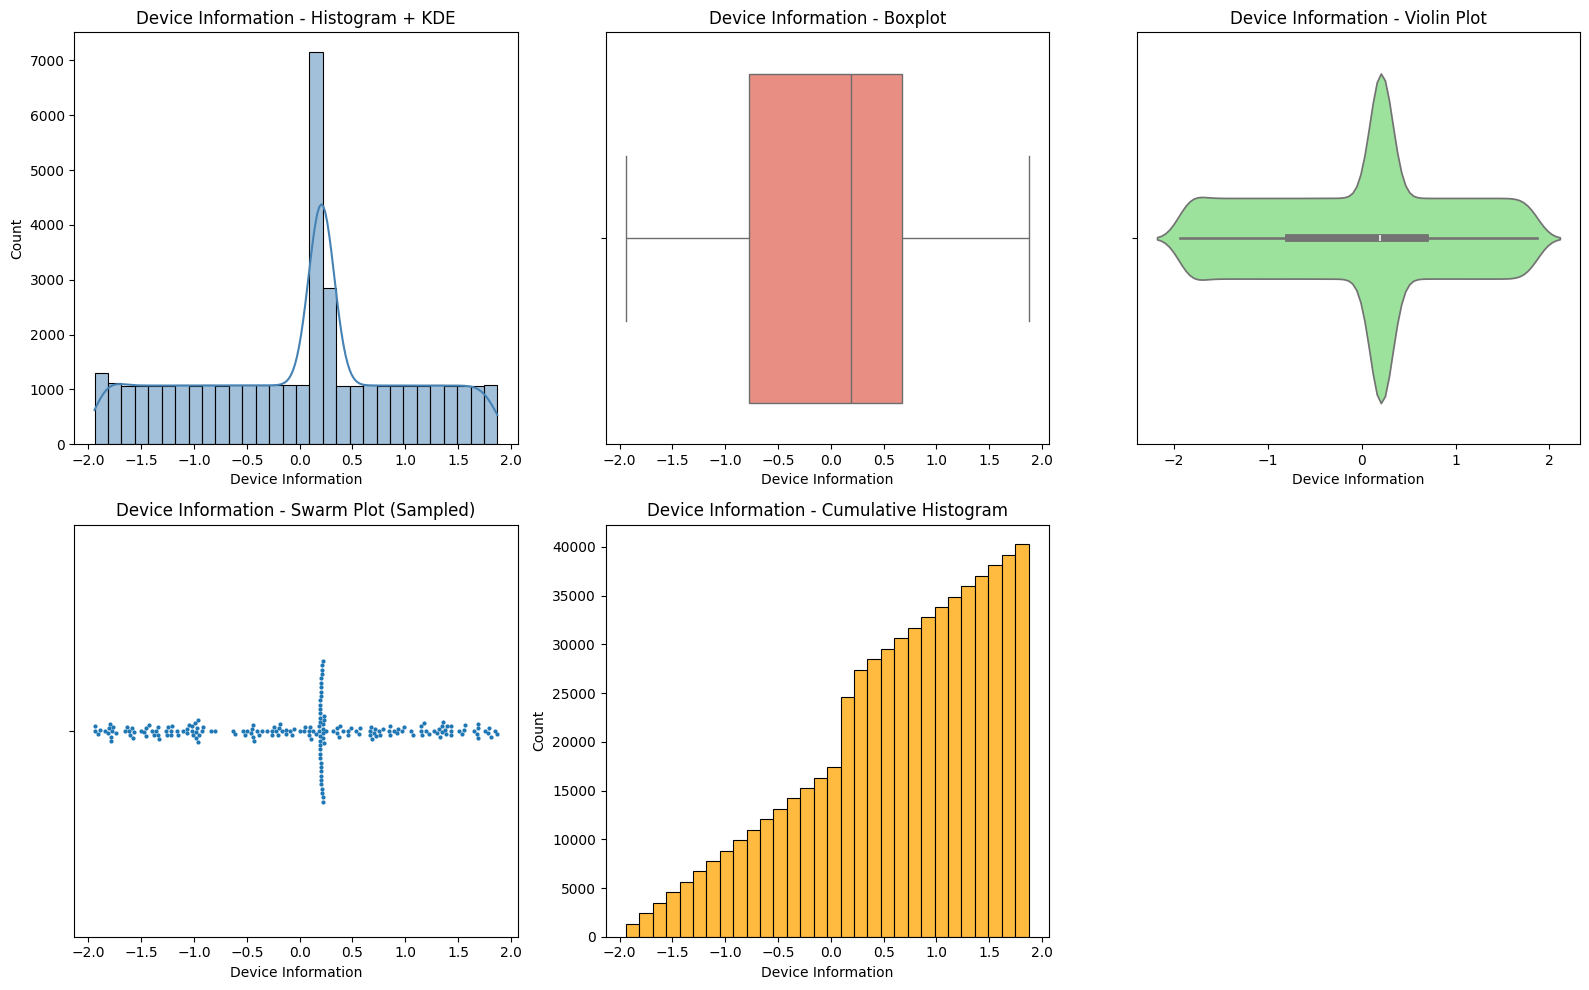 Device Information - Histogram + KDE
7000
6000
5000
4000
3000
2000
1000
0
Count
−2.0 −1.5 −1.0 −0.5 0.0 0.5 1.0 1.5 2.0
Device Information
Device Information - Boxplot
−2.0 −1.5 −1.0 −0.5 0.0 0.5 1.0 1.5 2.0
Device Information
Device Information - Violin Plot
−2 −1 0 1 2
Device Information
Device Information - Swarm Plot (Sampled)
−2.0 −1.5 −1.0 −0.5 0.0 0.5 1.0 1.5 2.0
Device Information
Device Information - Cumulative Histogram
40000
35000
30000
25000
20000
15000
10000
5000
0
Count
−2.0 −1.5 −1.0 −0.5 0.0 0.5 1.0 1.5 2.0
Device Information